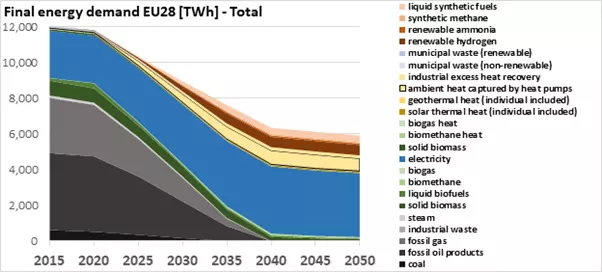 Final energy demand EU28 [TWh] - Total
12,000
10,000
8,000
6,000
4,000
2,000
0
2015 2020 2025 2030 2035 2040 2045 2050
liquid synthetic fuels
synthetic methane
renewable ammonia
renewable hydrogen
municipal waste (renewable)
municipal waste (non-renewable)
industrial excess heat recovery
ambient heat captured by heat pumps
geothermal heat (individual included)
solar thermal heat (individual included)
biogas heat
biomethane heat
solid biomass
electricity
biogas
biomethane
liquid biofuels
solid biomass
steam
industrial waste
fossil gas
fossil oil products
coal